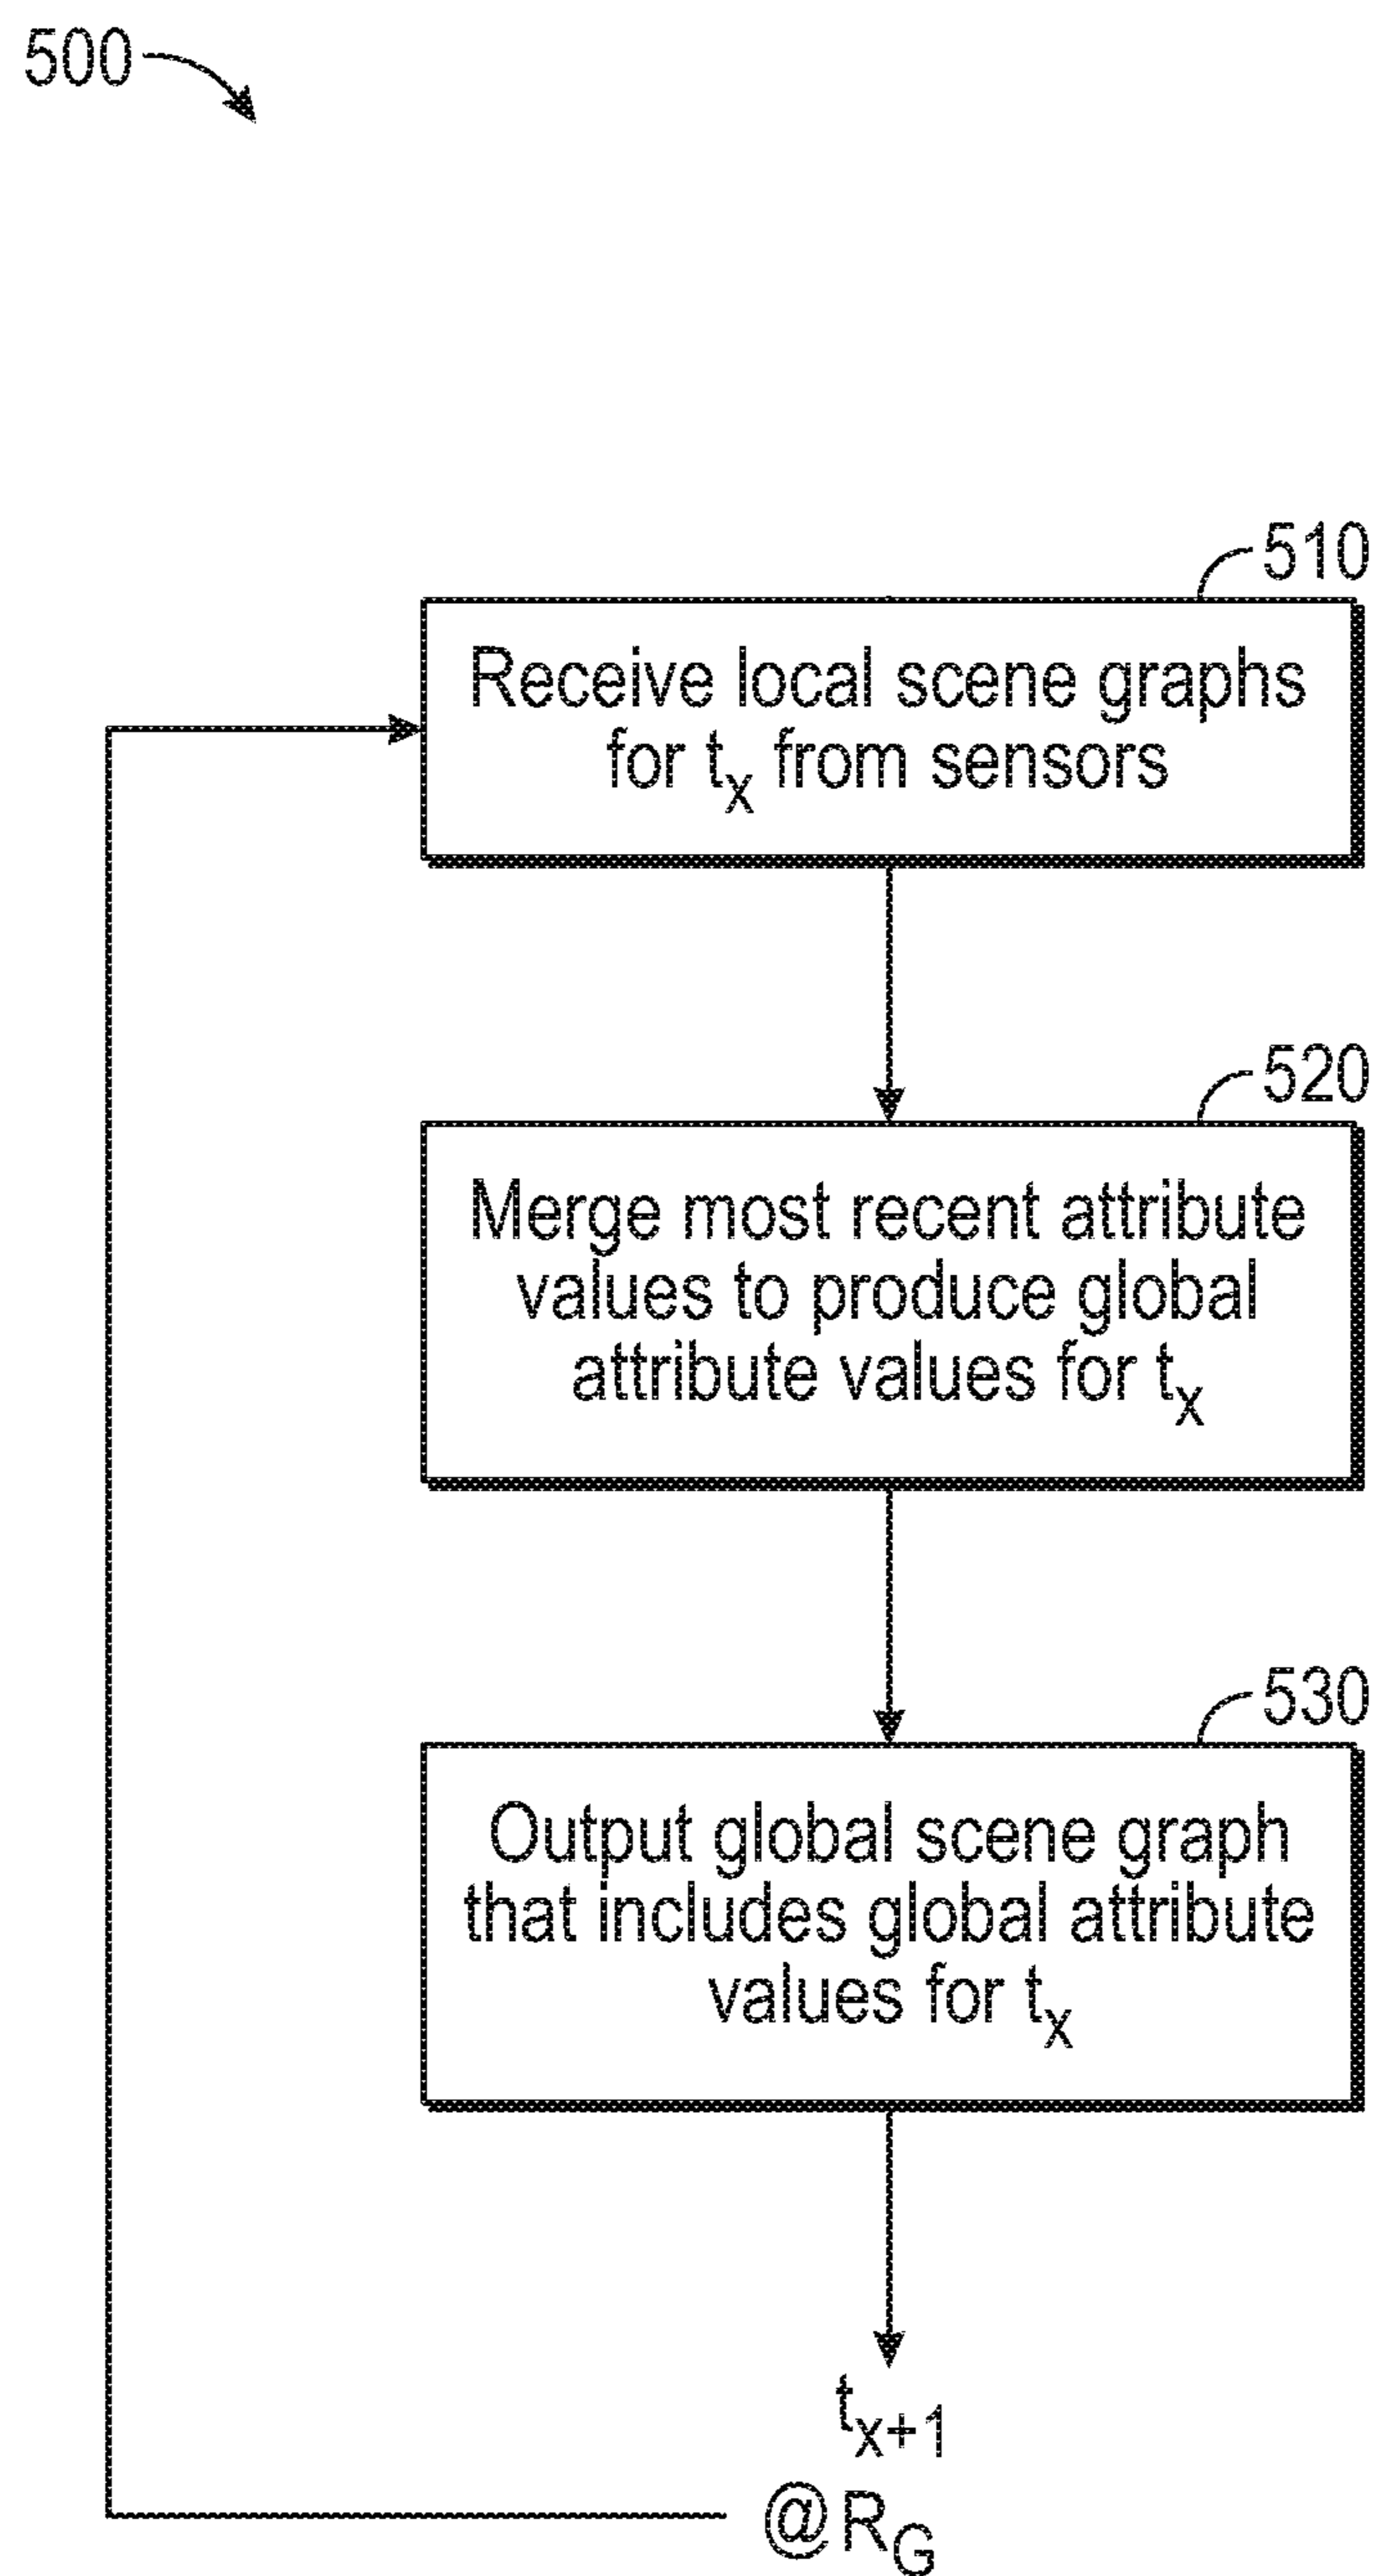 500
510
Receive local scene graphs
for tₓ from sensors
520
Merge most recent attribute
values to produce global
attribute values for tₓ
530
Output global scene graph
that includes global attribute
values for tₓ
tₓ₊₁
@R_G